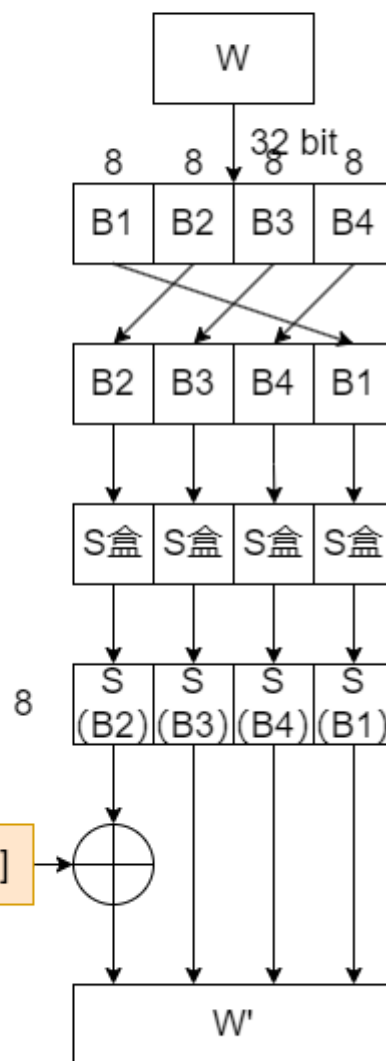 W
32 bit
8 8 8 8
B1 B2 B3 B4
B2 B3 B4 B1
S盒 S盒 S盒 S盒
S S S S
8 (B2) (B3) (B4) (B1)
]
W'